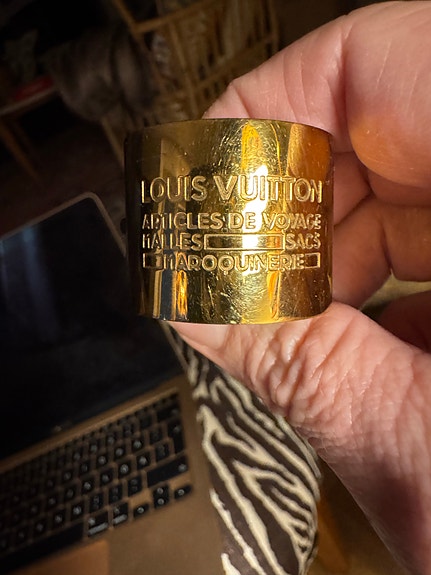 LOUIS VUITTON
ARTICLES DE VOYAGE
MALLES SACS
MAROQUINERIE